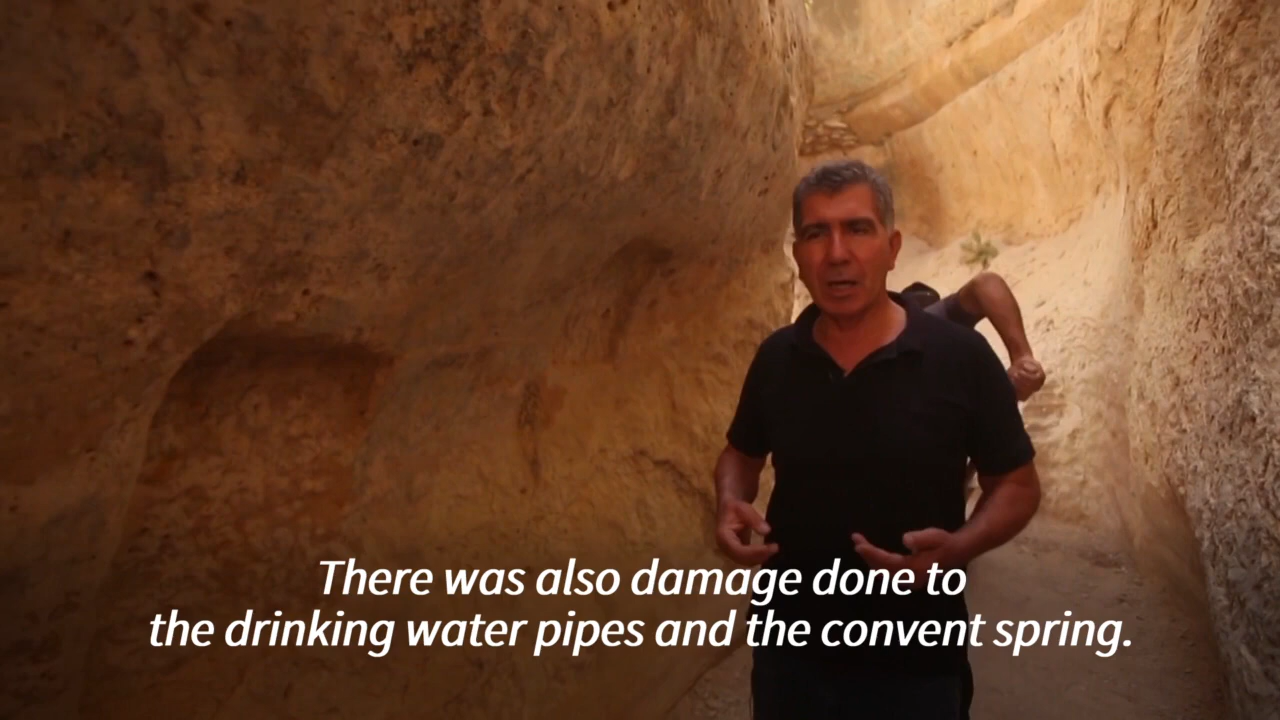 There was also damage done to
the drinking water pipes and the convent spring.